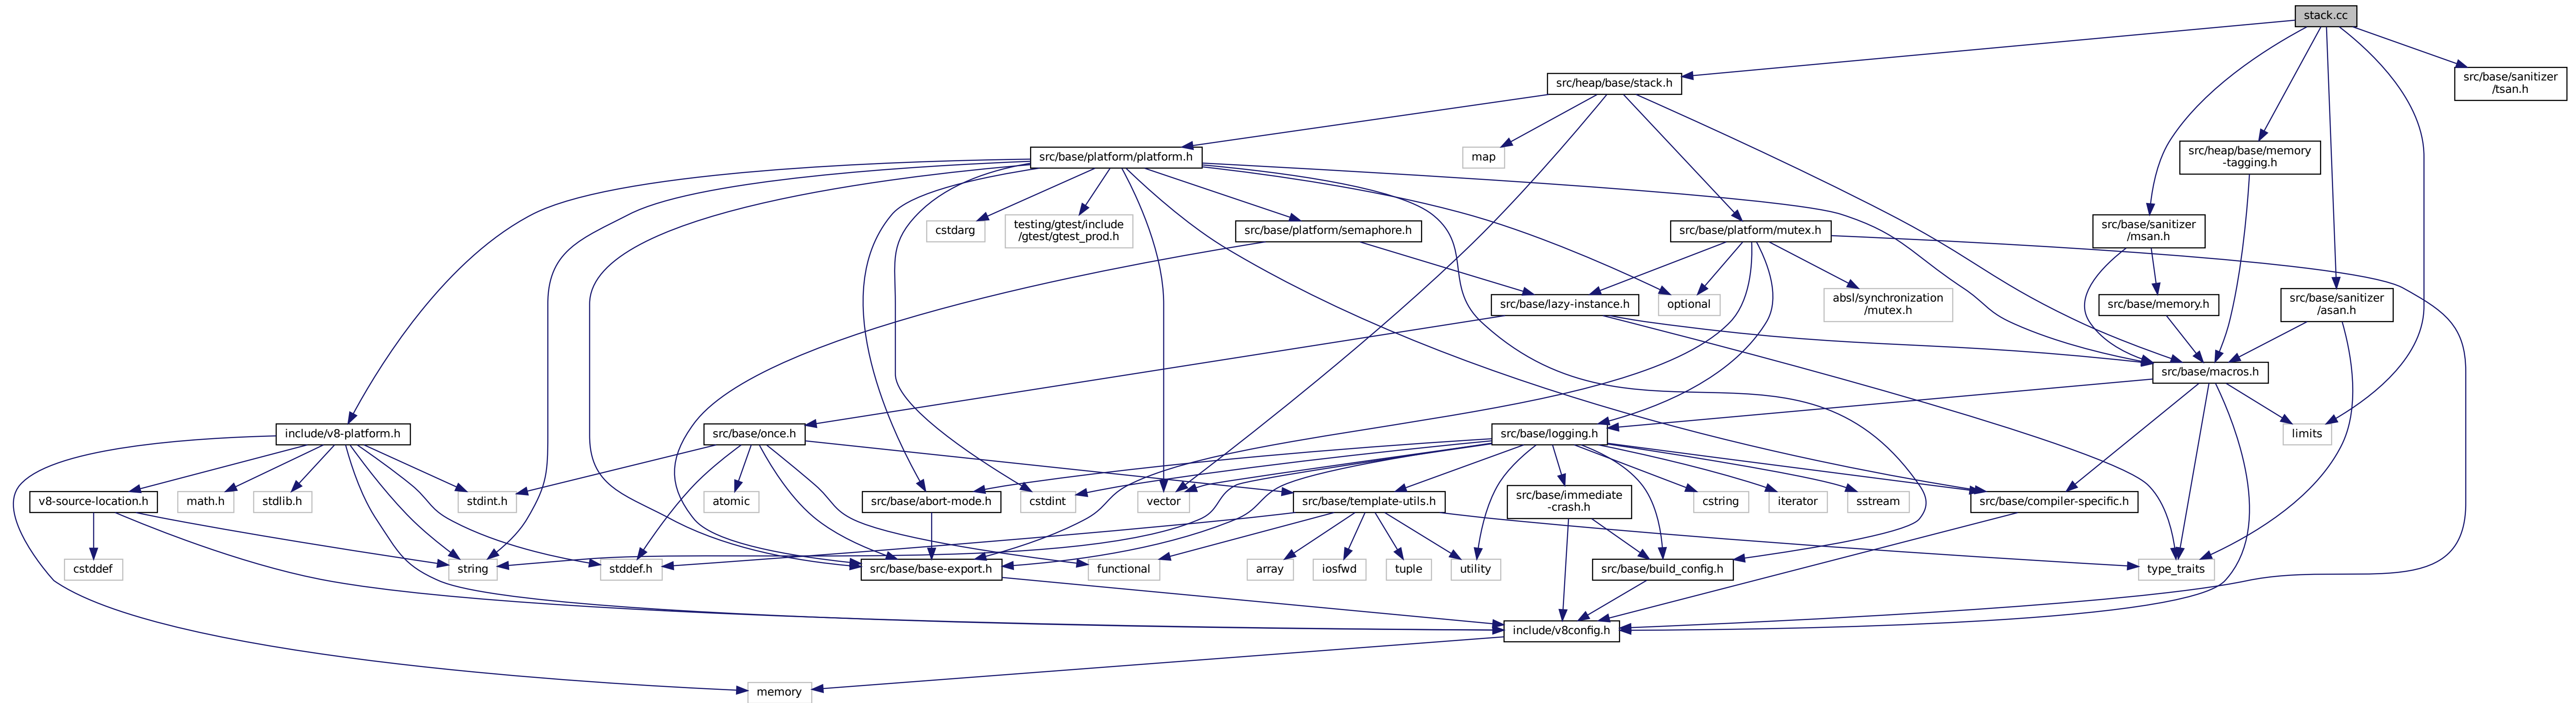 stack.cc
src/base/sanitizer
/tsan.h
src/heap/base/stack.h
src/heap/base/memory
-tagging.h
src/base/platform/platform.h
map
cstdarg
testing/gtest/include
/gtest/gtest_prod.h
src/base/platform/semaphore.h
src/base/platform/mutex.h
src/base/sanitizer
/msan.h
src/base/lazy-instance.h
optional
absl/synchronization
/mutex.h
src/base/memory.h
src/base/sanitizer
/asan.h
src/base/macros.h
include/v8-platform.h
src/base/once.h
src/base/logging.h
limits
v8-source-location.h
math.h
stdlib.h
stdint.h
atomic
src/base/abort-mode.h
cstdint
vector
src/base/template-utils.h
src/base/immediate
-crash.h
cstring
iterator
sstream
src/base/compiler-specific.h
cstddef
string
stddef.h
src/base/base-export.h
functional
array
iosfwd
tuple
utility
src/base/build_config.h
type_traits
include/v8config.h
memory